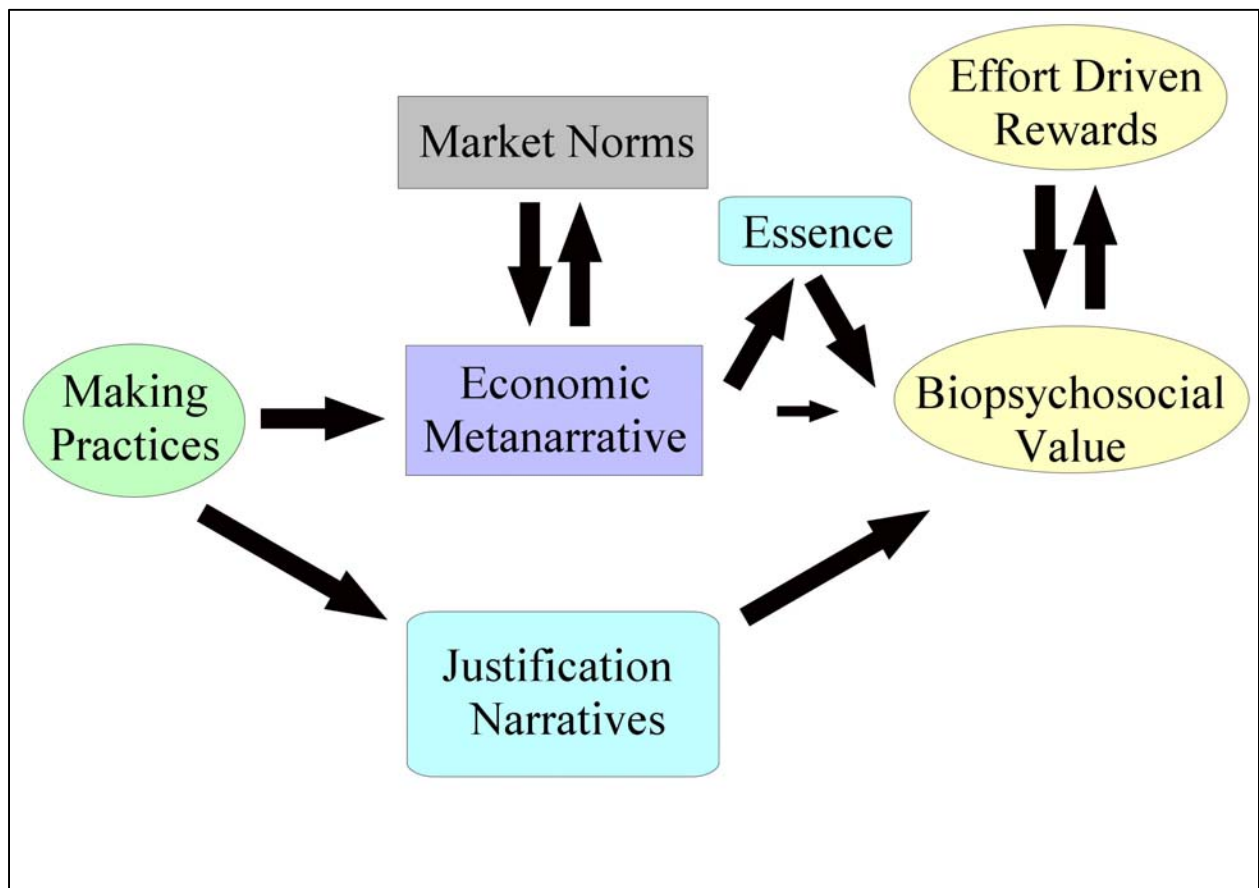 Effort Driven
Rewards
Market Norms
Essence
Making
Practices
Economic
Metanarrative
Biopsychosocial
Value
Justification
Narratives